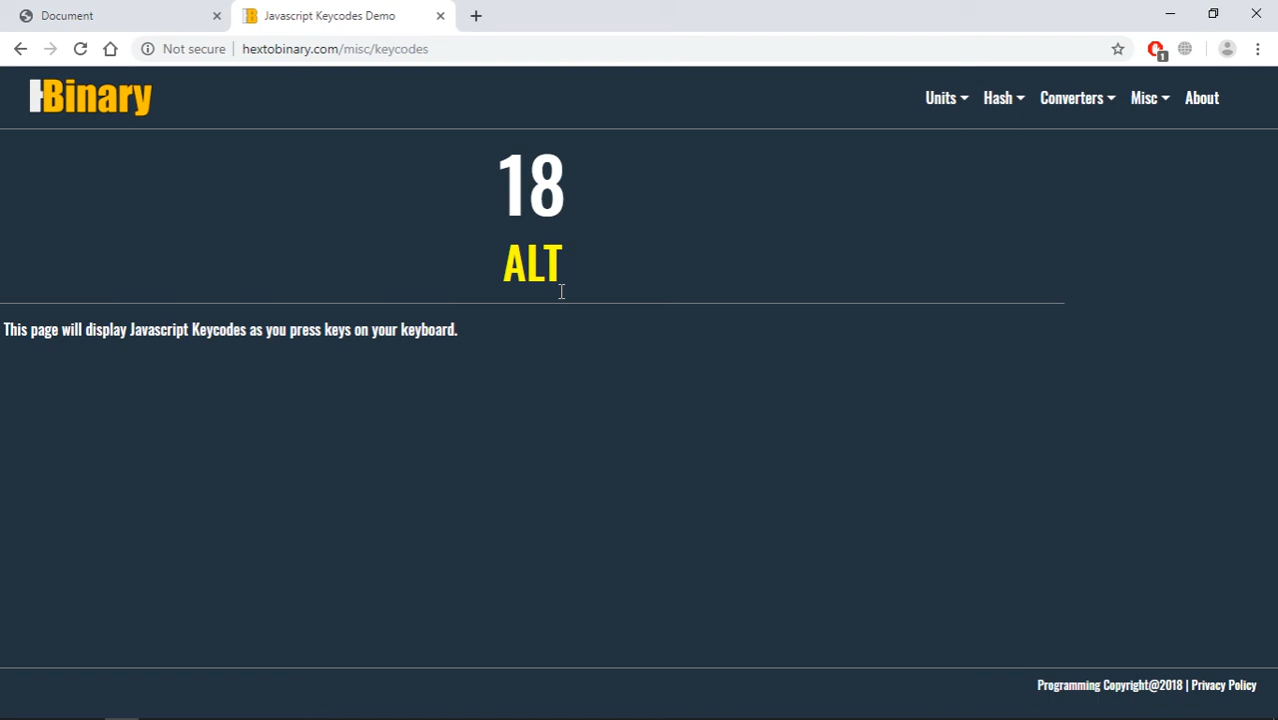 Document
Javascript Keycodes Demo
Not secure
hextobinary.com/misc/keycodes
1
Binary
Units
Hash
Converters
Misc
About
18
ALT
This page will display Javascript Keycodes as you press keys on your keyboard.
Programming Copyright@2018 | Privacy Policy